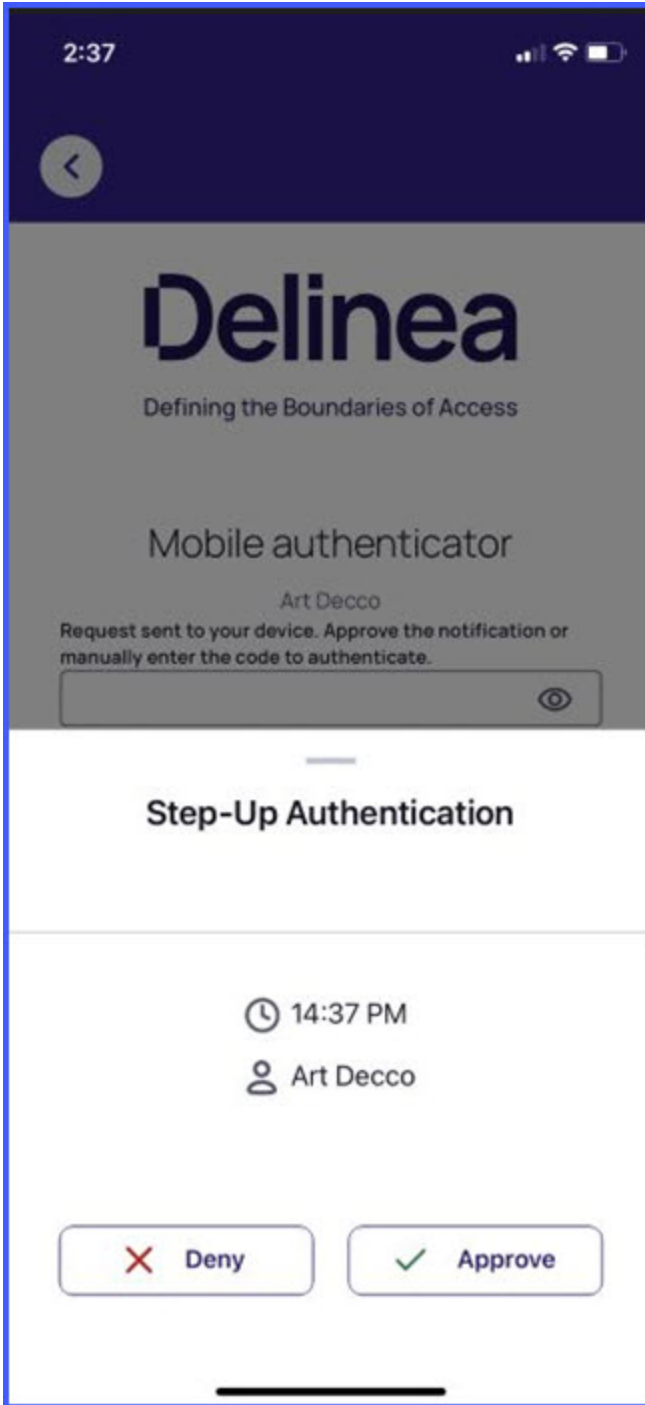 2:37
Delinea
Defining the Boundaries of Access
Mobile authenticator
Art Decco
Request sent to your device. Approve the notification or
manually enter the code to authenticate.
Step-Up Authentication
14:37 PM
Art Decco
Deny
Approve